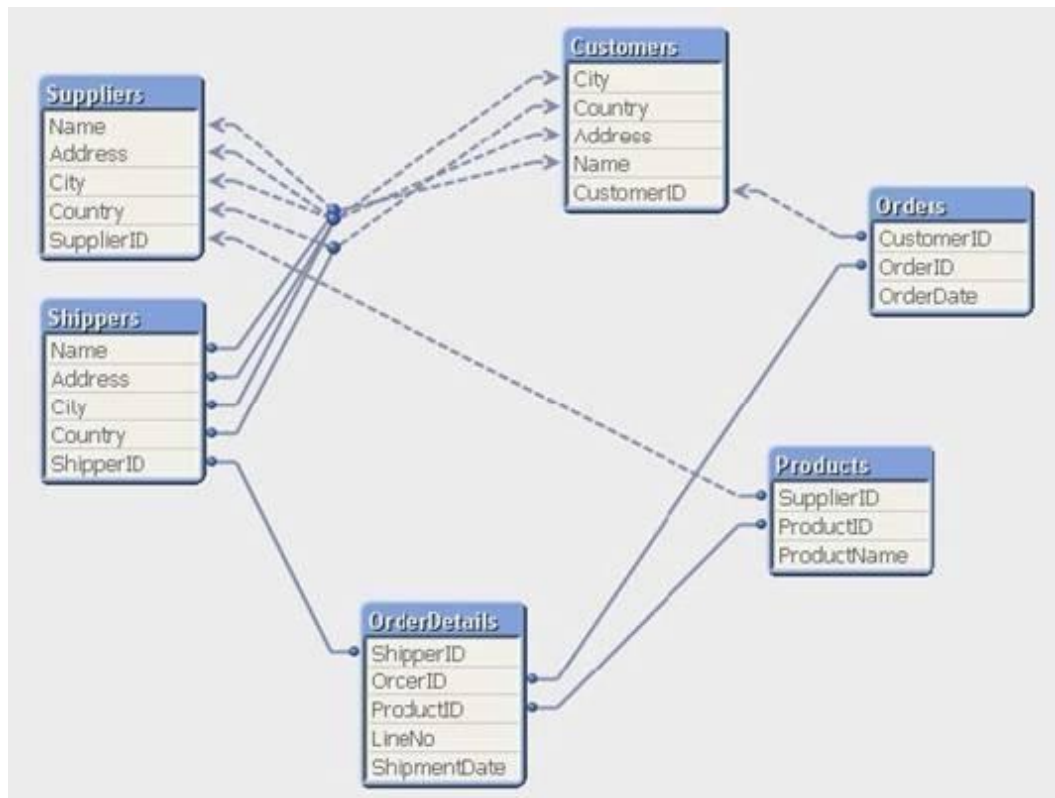 Suppliers
Name
Address
City
Country
SupplierID
Customers
City
Country
Address
Name
CustomerID
Orders
CustomerID
OrderID
OrderDate
Shippers
Name
Address
City
Country
ShipperID
Products
SupplierID
ProductID
ProductName
OrderDetails
ShipperID
OrcerID
ProductID
LineNo
ShipmentDate